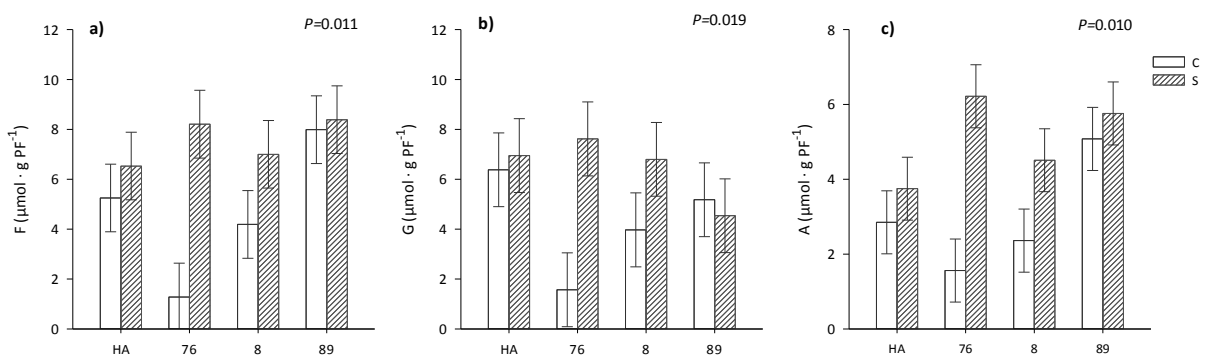 a) P=0.011
12
10
8
6
4
2
0
F (µmol · g PF⁻¹)
HA 76 8 89
b) P=0.019
12
10
8
6
4
2
0
G (µmol · g PF⁻¹)
HA 76 8 89
c) P=0.010
8
6
4
2
0
A (µmol · g PF⁻¹)
HA 76 8 89
C
S